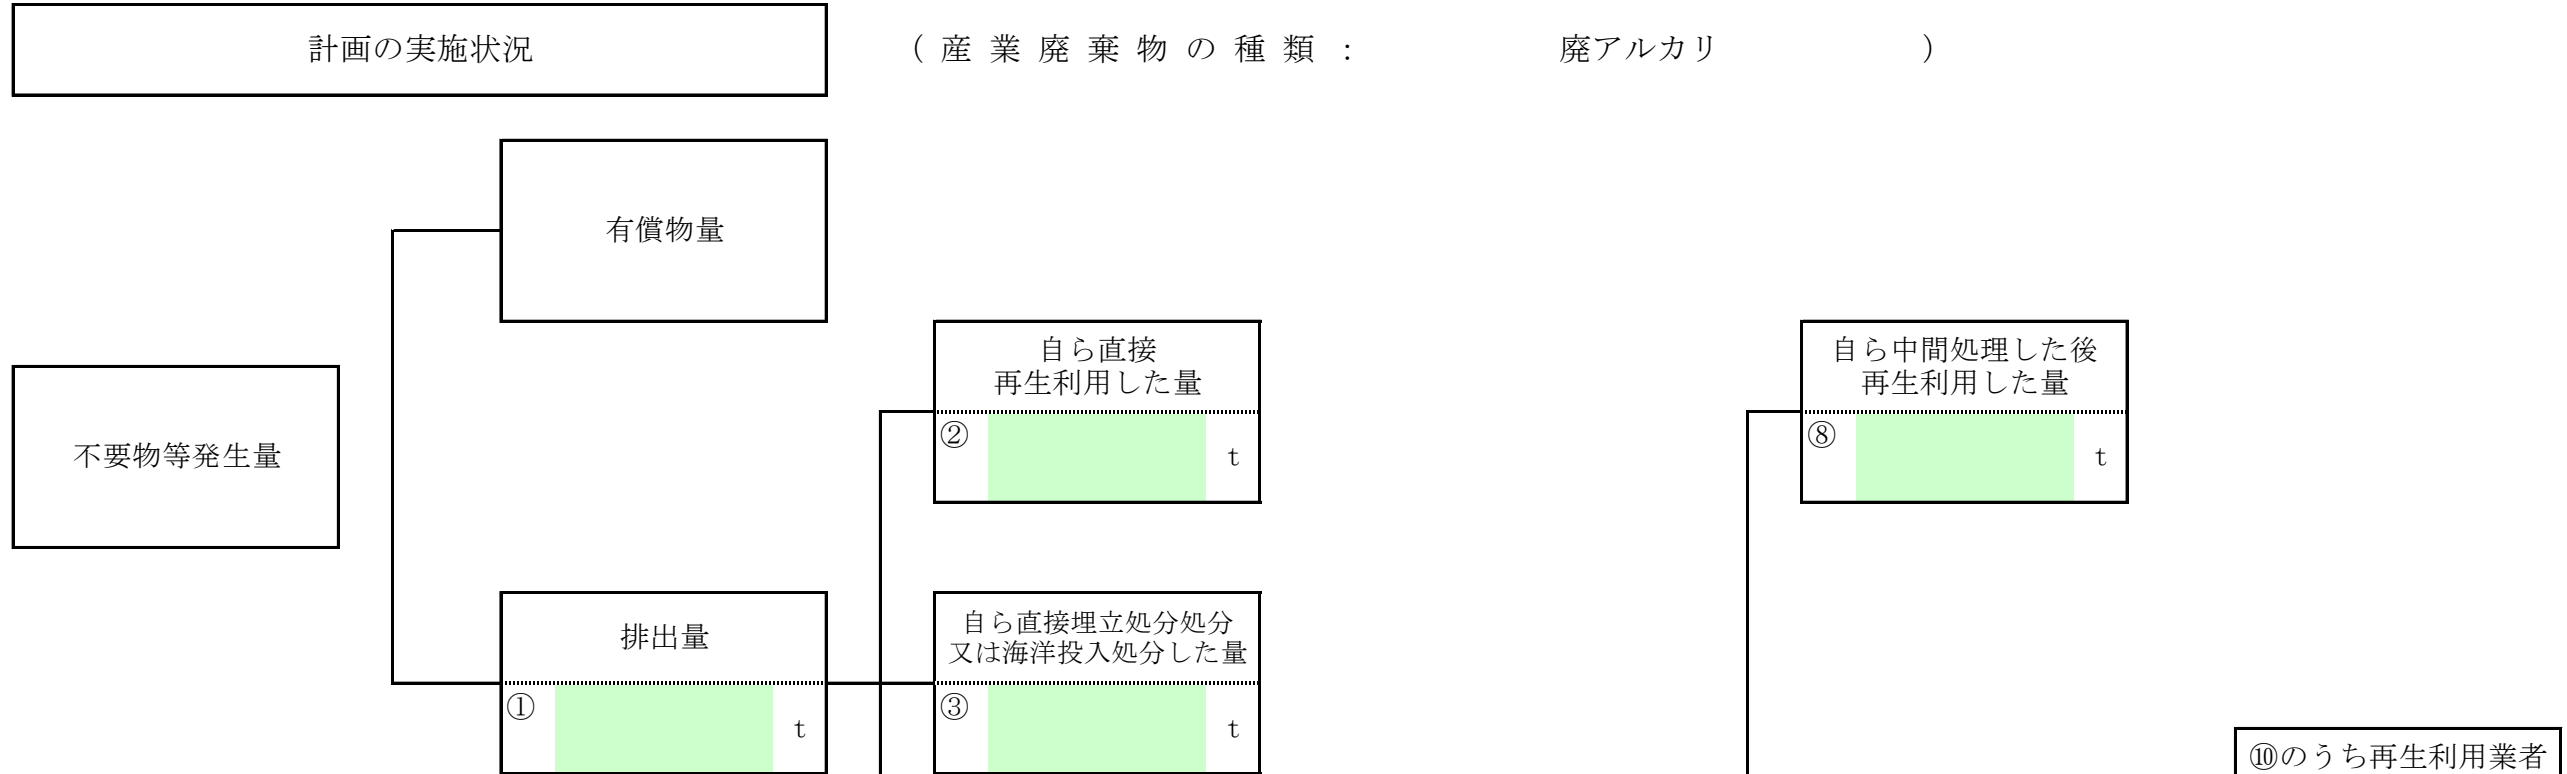 計画の実施状況
（産業廃棄物の種類： 廃アルカリ ）
有償物量
自ら直接
再生利用した量
② t
自ら中間処理した後
再生利用した量
⑧ t
不要物等発生量
排出量
① t
自ら直接埋立処分処分
又は海洋投入処分した量
③ t
⑩のうち再生利用業者